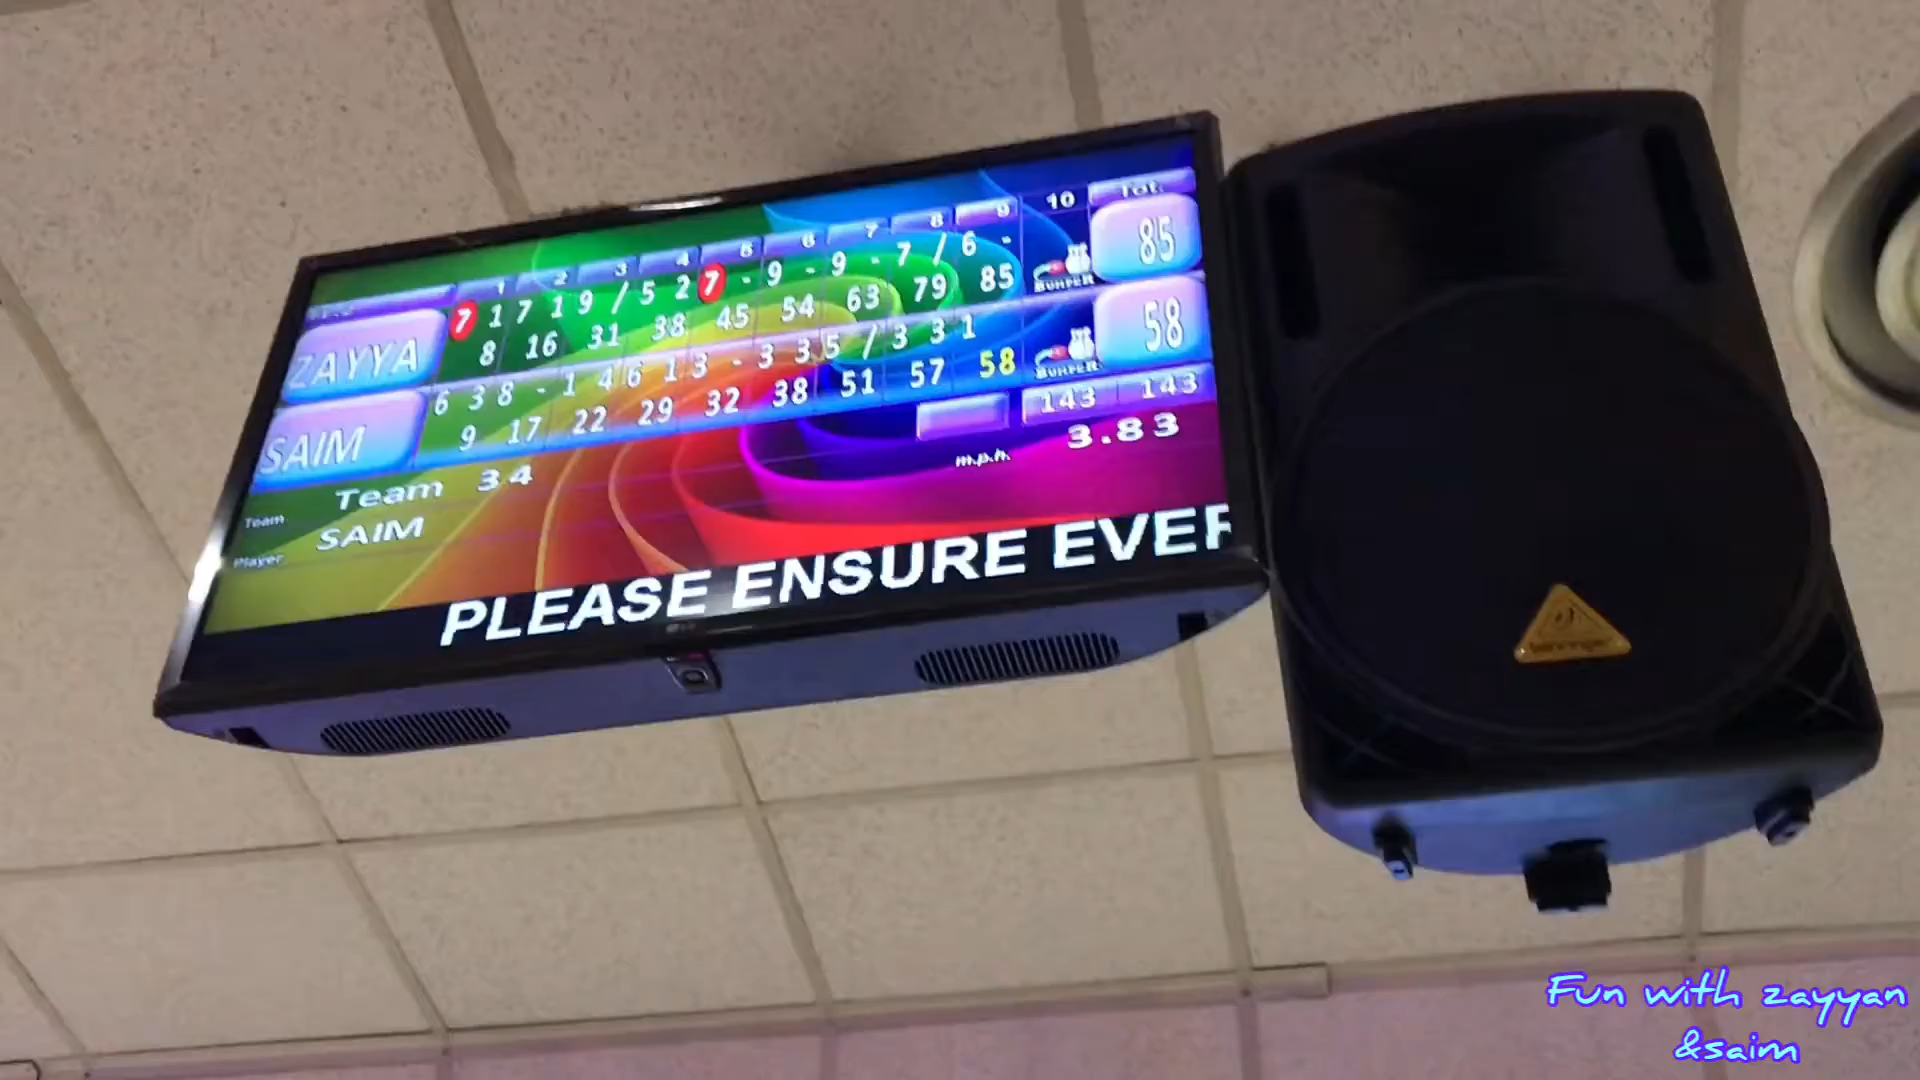 1 2 3 4 5 6 7 8 9 10 Tot.
ZAYYA 7 1 7 1 9 / 5 2 7 - 9 - 9 - 7 / 6 - BUMPER 85
8 16 31 38 45 54 63 79 85
SAIM 6 3 8 - 1 4 6 1 3 - 3 3 5 / 3 3 1 BUMPER 58
9 17 22 29 32 38 51 57 58
143 143
Team Team 34
m.p.h. 3.83
Player SAIM
PLEASE ENSURE EVER
LG
behringer
Fun with zayyan
&saim